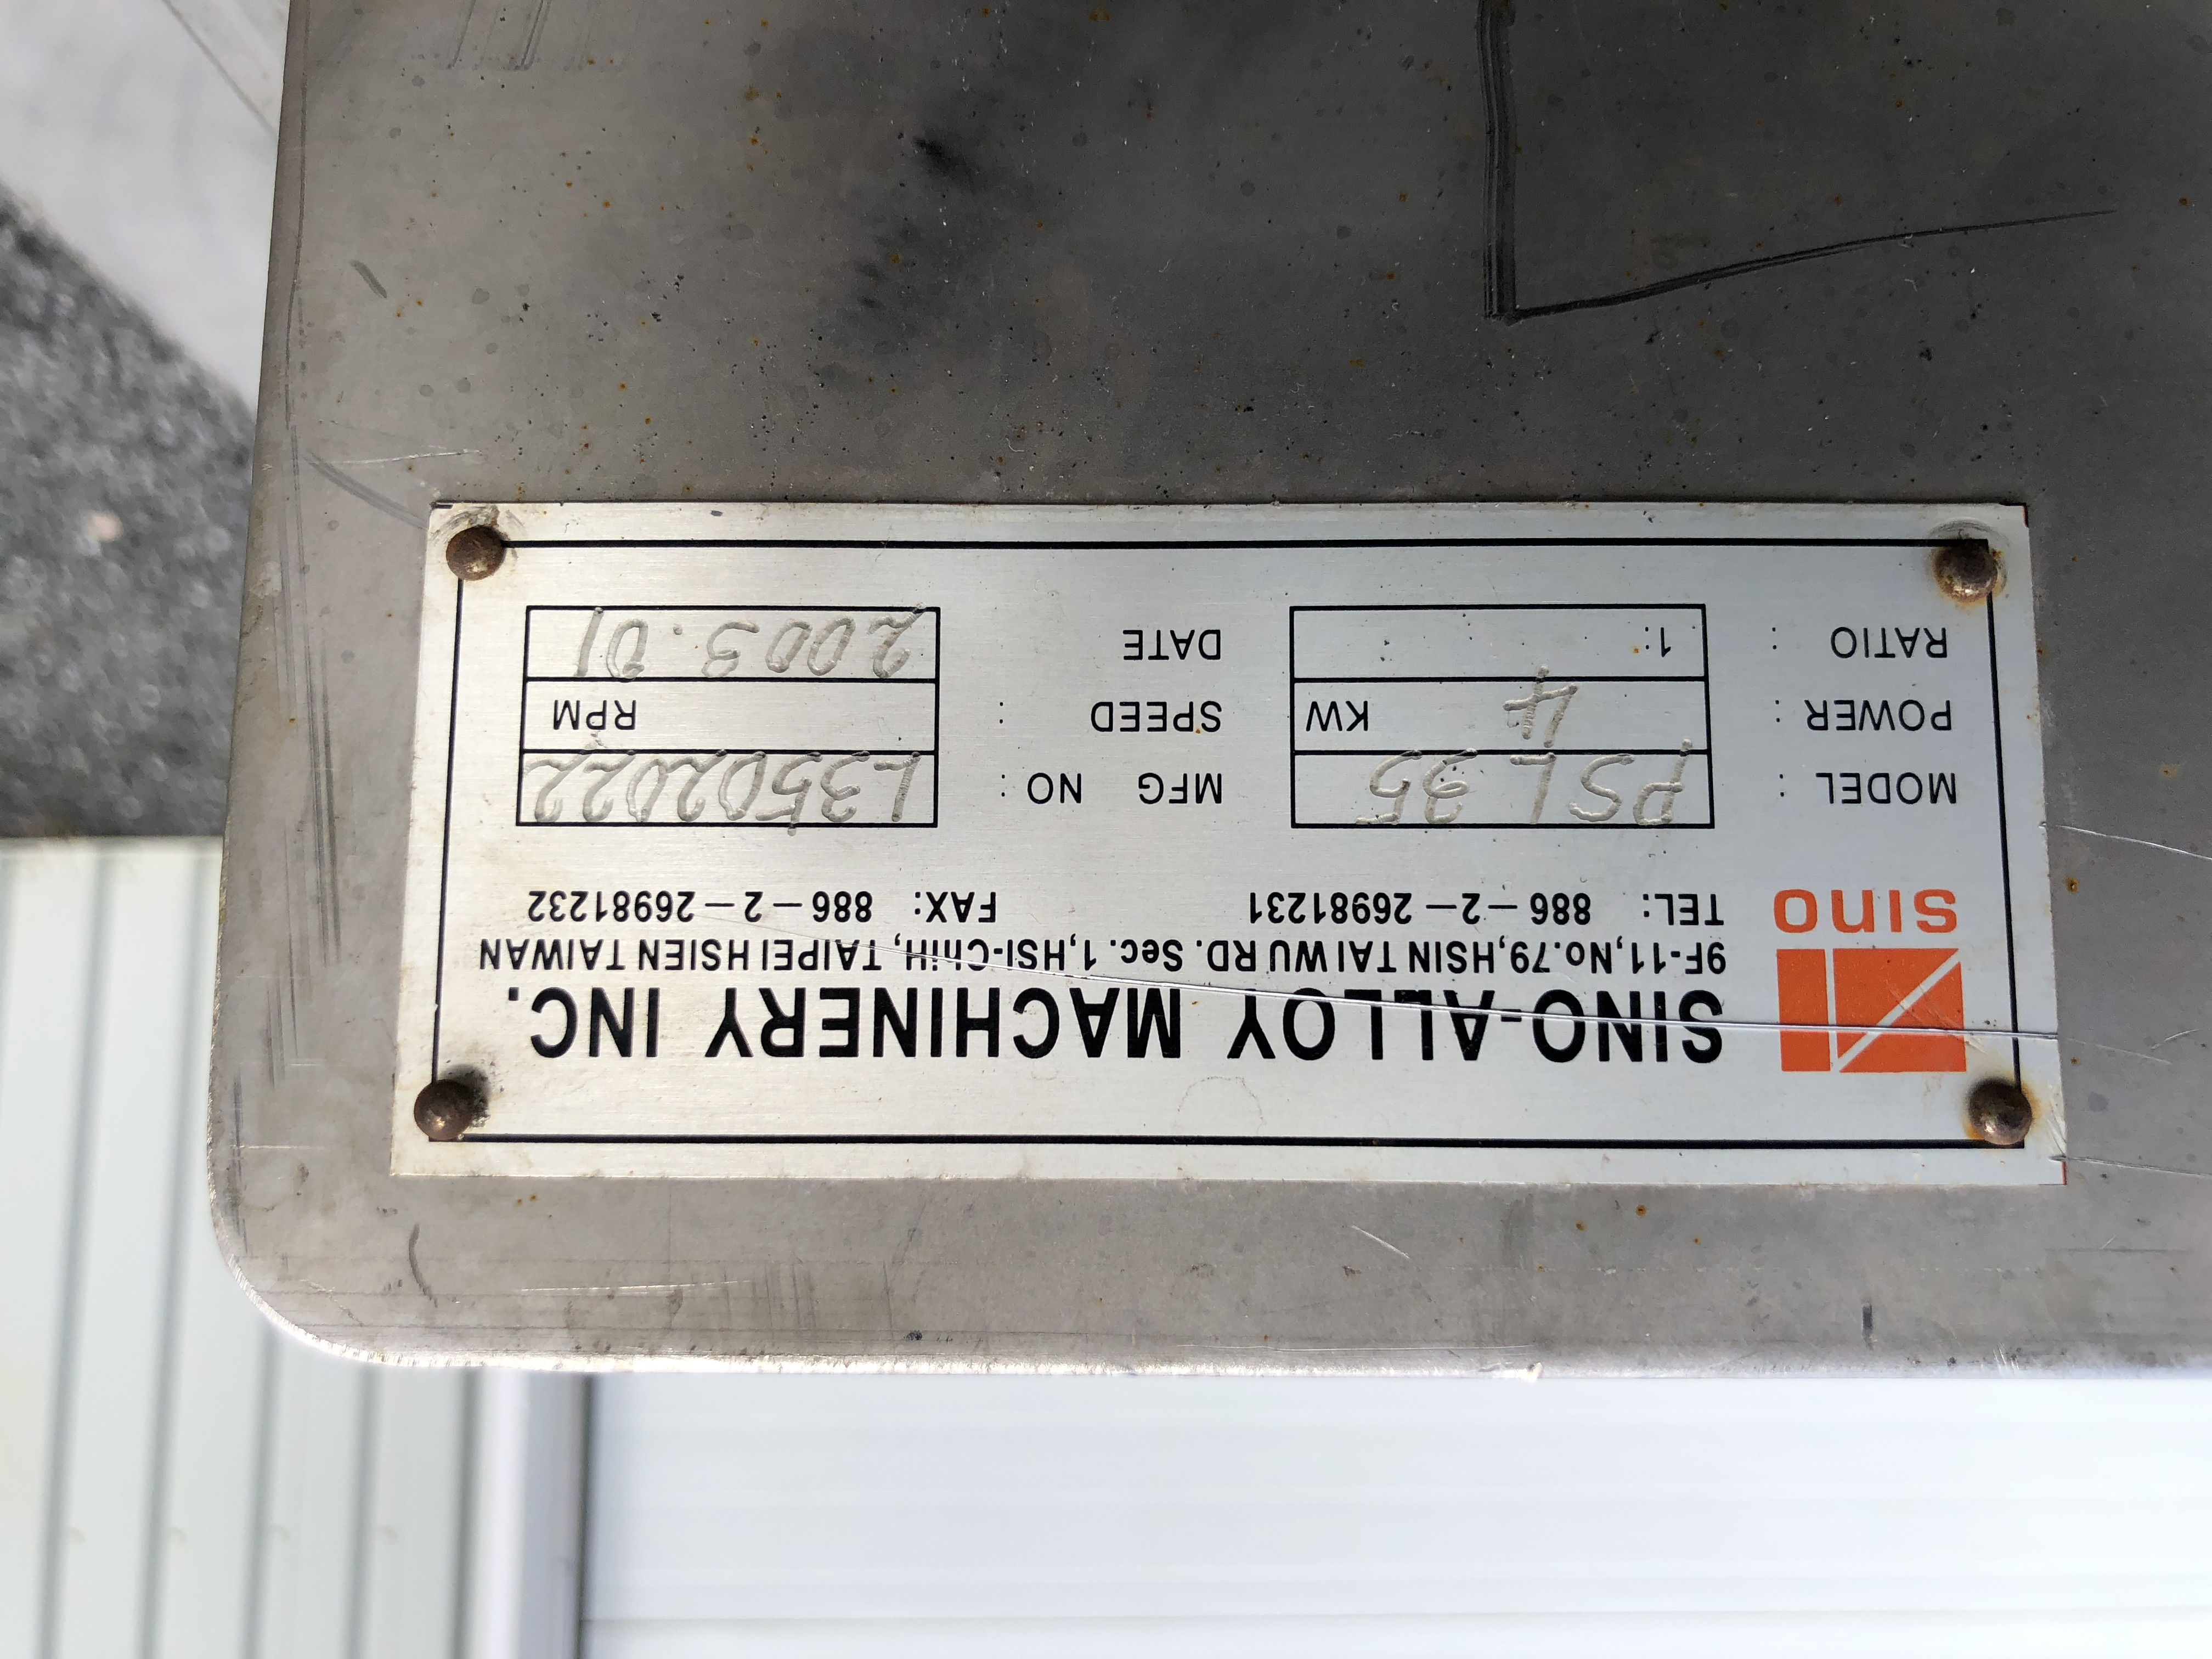 SINO-ALLOY MACHINERY INC.
sino
9F-11,No.79,HSIN TAI WU RD. Sec. 1,HSI-ChiH, TAIPEI HSIEN TAIWAN
TEL: 886-2-26981231 FAX: 886-2-26981232
MODEL : PSL35 MFG NO : L3502022
POWER : 4 KW SPEED : RPM
RATIO : 1: : DATE 2003.01